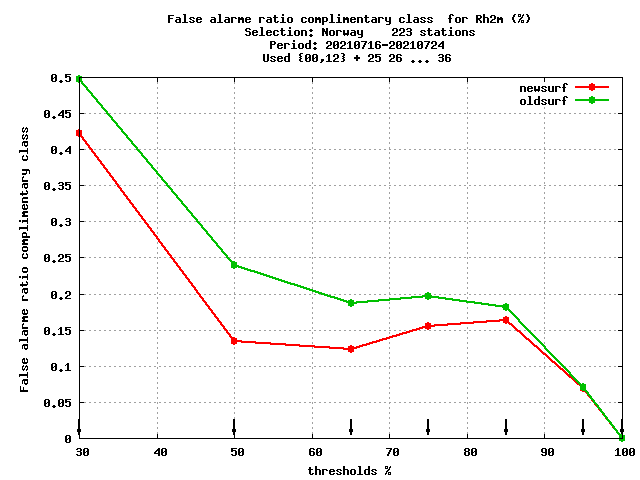 False alarme ratio complimentary class  for Rh2m (%)
Selection: Norway    223 stations
Period: 20210716-20210724
Used {00,12} + 25 26 ... 36
newsurf
oldsurf
False alarme ratio complimentary class
0.5
0.45
0.4
0.35
0.3
0.25
0.2
0.15
0.1
0.05
0
30 40 50 60 70 80 90 100
thresholds %